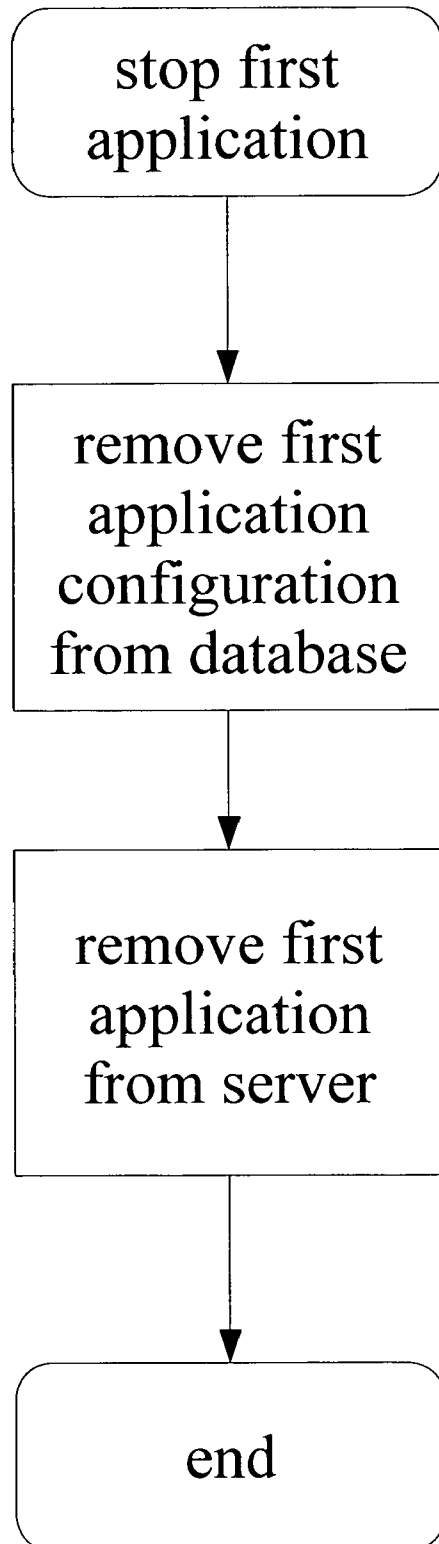 stop first
application
remove first
application
configuration
from database
remove first
application
from server
end